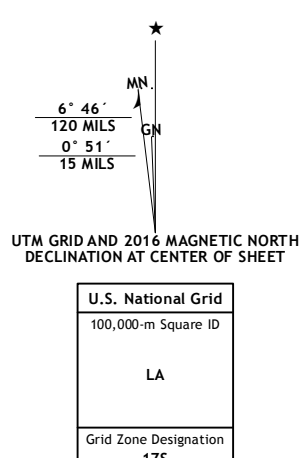 MN.
6° 46´
120 MILS
GN
0° 51´
15 MILS
UTM GRID AND 2016 MAGNETIC NORTH
DECLINATION AT CENTER OF SHEET
U.S. National Grid
100,000-m Square ID
LA
Grid Zone Designation
17S